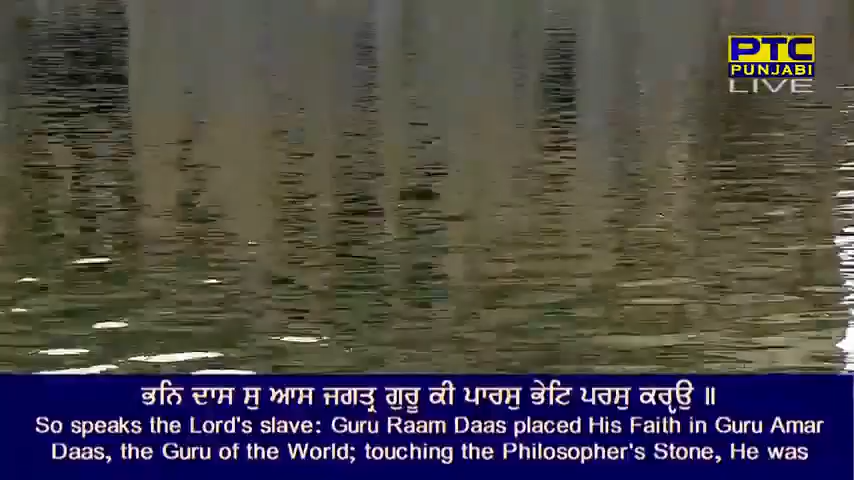 PTC
PUNJABI
LIVE
ਭਨਿ ਦਾਸ ਸੁ ਆਸ ਜਗਤ੍ਰ ਗੁਰੂ ਕੀ ਪਾਰਸੁ ਭੇਟਿ ਪਰਸੁ ਕਰੵਉ ॥
So speaks the Lord's slave: Guru Raam Daas placed His Faith in Guru Amar
Daas, the Guru of the World; touching the Philosopher's Stone, He was